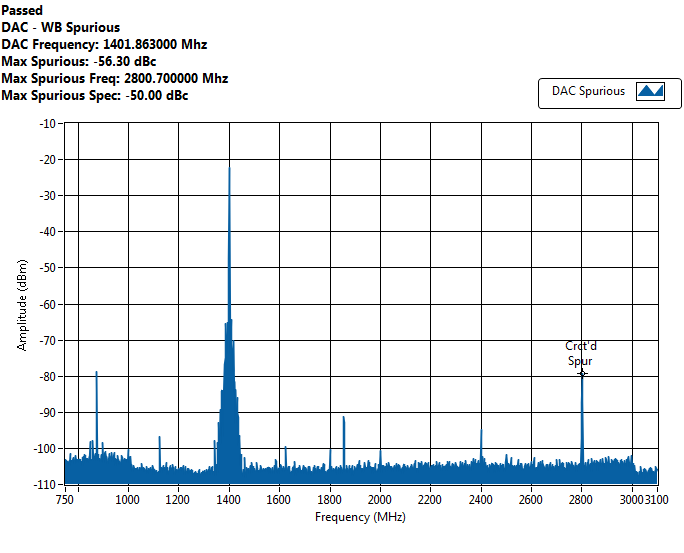 Passed
DAC - WB Spurious
DAC Frequency: 1401.863000 Mhz
Max Spurious: -56.30 dBc
Max Spurious Freq: 2800.700000 Mhz
Max Spurious Spec: -50.00 dBc
DAC Spurious
-10
-20
-30
-40
-50
-60
-70
-80
-90
-100
-110
Amplitude (dBm)
Crct'd
Spur
750
1000
1200
1400
1600
1800
2000
2200
2400
2600
2800
3000
3100
Frequency (MHz)